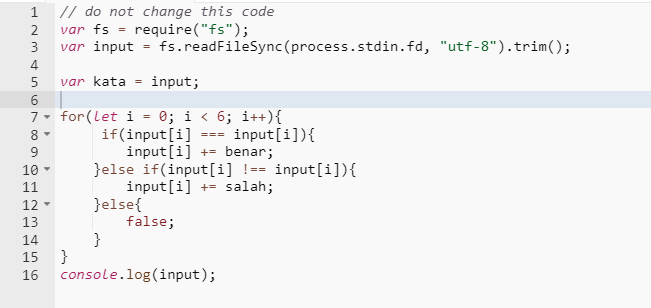 1 // do not change this code
2 var fs = require("fs");
3 var input = fs.readFileSync(process.stdin.fd, "utf-8").trim();
4
5 var kata = input;
6
7 for(let i = 0; i < 6; i++){
8 if(input[i] === input[i]){
9 input[i] += benar;
10 }else if(input[i] !== input[i]){
11 input[i] += salah;
12 }else{
13 false;
14 }
15 }
16 console.log(input);